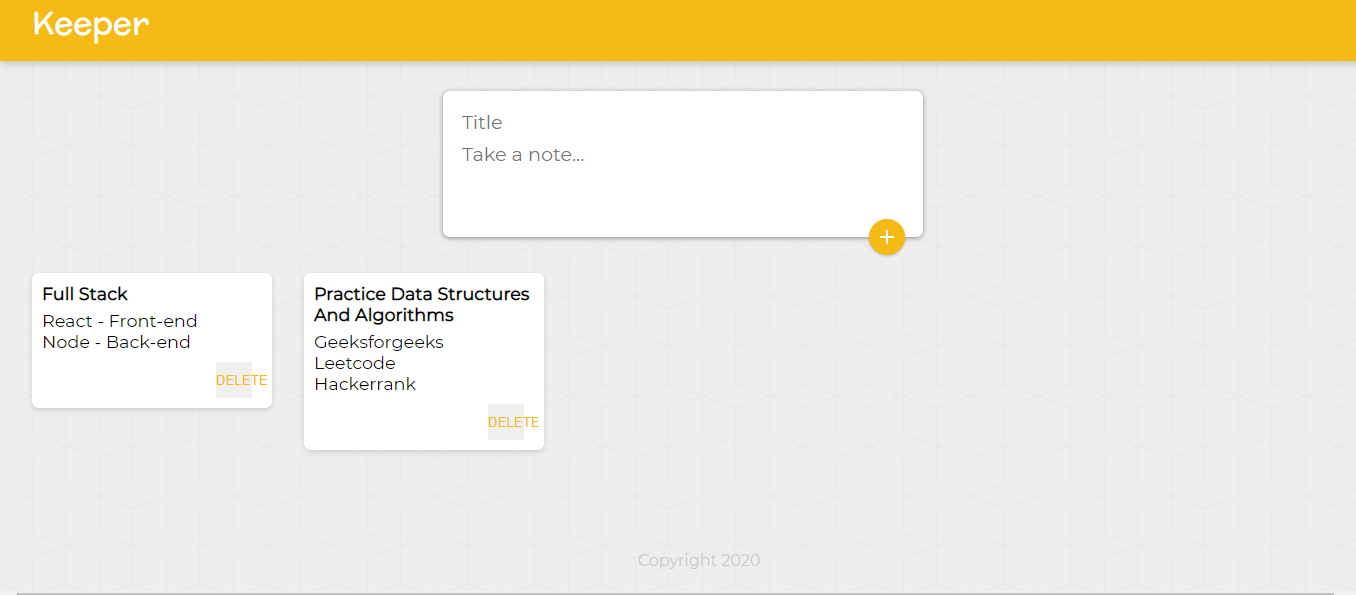 Keeper
Title
Take a note...
Full Stack
React - Front-end
Node - Back-end
DELETE
Practice Data Structures
And Algorithms
Geeksforgeeks
Leetcode
Hackerrank
DELETE
Copyright 2020